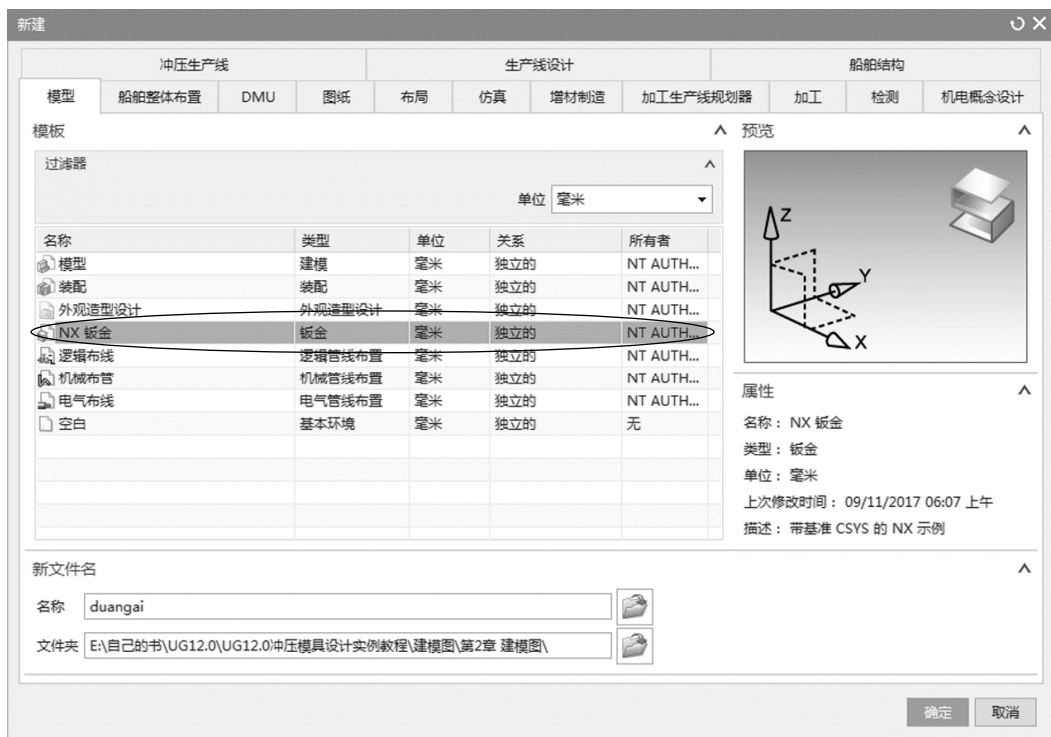 新建
冲压生产线 生产线设计 船舶结构
模型 船舶整体布置 DMU 图纸 布局 仿真 增材制造 加工生产线规划器 加工 检测 机电概念设计
模板
过滤器
单位 毫米
名称 类型 单位 关系 所有者
模型 建模 毫米 独立的 NT AUTH...
装配 装配 毫米 独立的 NT AUTH...
外观造型设计 外观造型设计 毫米 独立的 NT AUTH...
NX 钣金 钣金 毫米 独立的 NT AUTH...
逻辑布线 逻辑管线布置 毫米 独立的 NT AUTH...
机械布管 机械管线布置 毫米 独立的 NT AUTH...
电气布线 电气管线布置 毫米 独立的 NT AUTH...
空白 基本环境 毫米 独立的 无
预览
Z
Y
X
属性
名称： NX 钣金
类型： 钣金
单位： 毫米
上次修改时间： 09/11/2017 06:07 上午
描述： 带基准 CSYS 的 NX 示例
新文件名
名称 duangai
文件夹 E:\自己的书\UG12.0\UG12.0冲压模具设计实例教程\建模图\第2章 建模图\
确定 取消